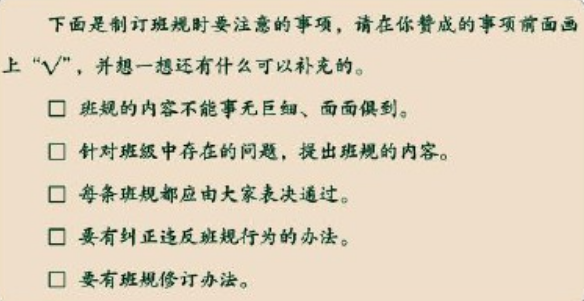 下面是制订班规时要注意的事项，请在你赞成的事项前面画
上“√”，并想一想还有什么可以补充的。
□ 班规的内容不能事无巨细、面面俱到。
□ 针对班级中存在的问题，提出班规的内容。
□ 每条班规都应由大家表决通过。
□ 要有纠正违反班规行为的办法。
□ 要有班规修订办法。